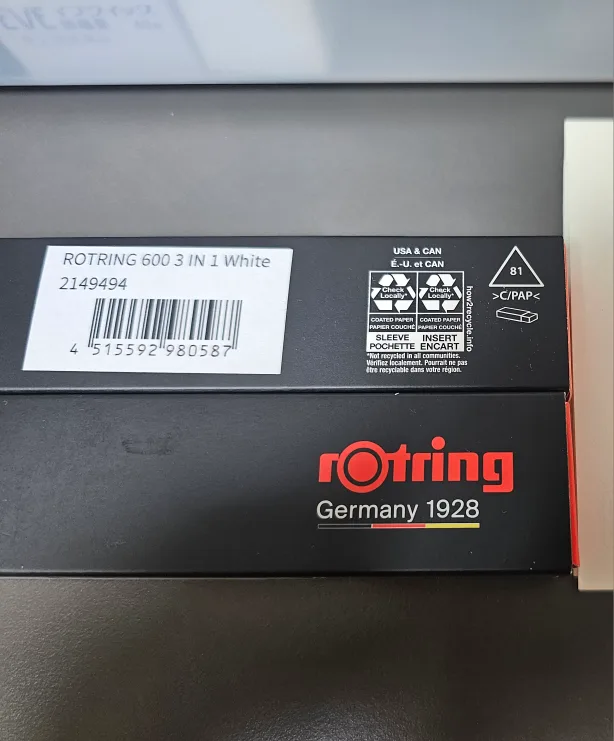 ROTRING 600 3 IN 1 White
2149494
4 515592 980587
USA & CAN
É.-U. et CAN
Check Locally*
Check Locally*
COATED PAPER
PAPIER COUCHÉ
COATED PAPER
PAPIER COUCHÉ
SLEEVE
POCHETTE
INSERT
ENCART
*Not recycled in all communities.
Vérifiez localement. Pourrait ne pas
être recyclable dans votre région.
how2recycle.info
81
>C/PAP<
rotring
Germany 1928